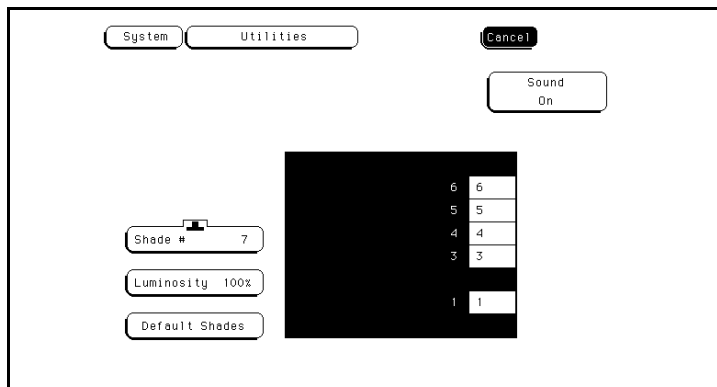 System Utilities Cancel
Sound
On
6 6
5 5
4 4
3 3
1 1
Shade # 7
Luminosity 100%
Default Shades